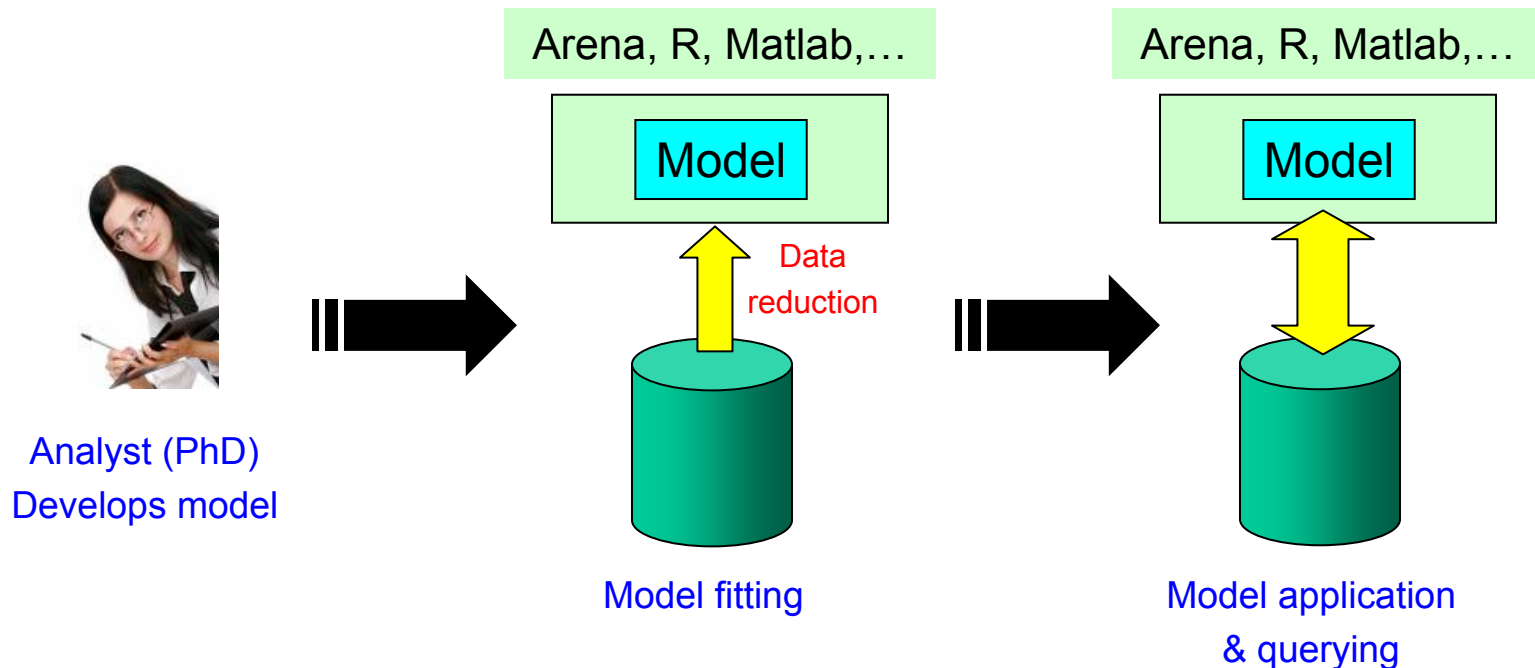 Analyst (PhD)
Develops model
Arena, R, Matlab,…
Model
Data
reduction
Model fitting
Arena, R, Matlab,…
Model
Model application
& querying